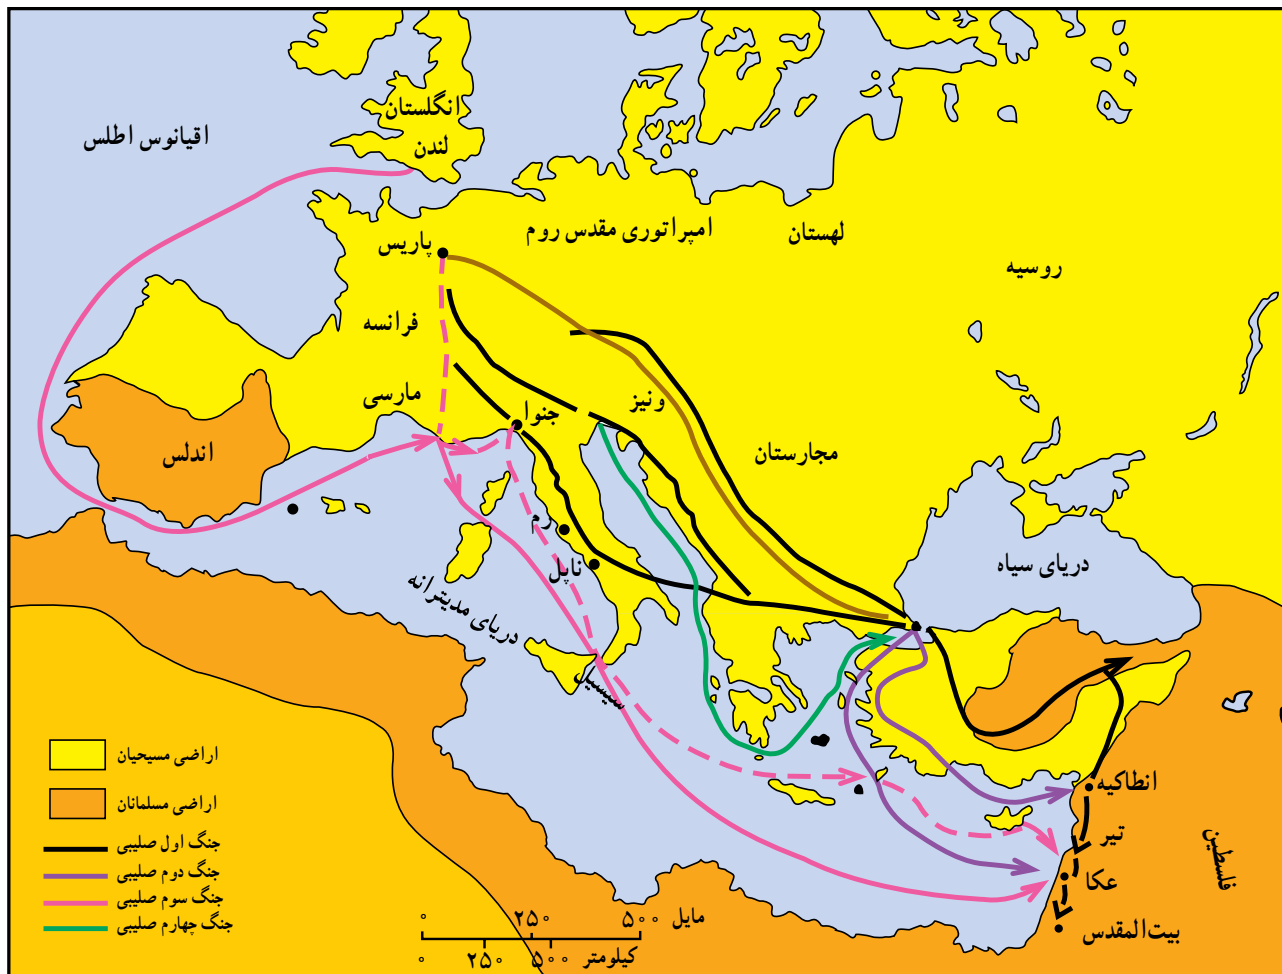 انگلستان
لندن
اقیانوس اطلس
پاریس
امپراتوری مقدس روم
لهستان
روسیه
فرانسه
مارسی
جنوا
ونیز
مجارستان
اندلس
رم
ناپل
دریای مدیترانه
سیسیل
دریای سیاه
انطاکیه
تیر
عکا
بیت‌المقدس
فلسطین
اراضی مسیحیان
اراضی مسلمانان
جنگ اول صلیبی
جنگ دوم صلیبی
جنگ سوم صلیبی
جنگ چهارم صلیبی
۰ ۲۵۰ ۵۰۰ مایل
۰ ۲۵۰ ۵۰۰ کیلومتر